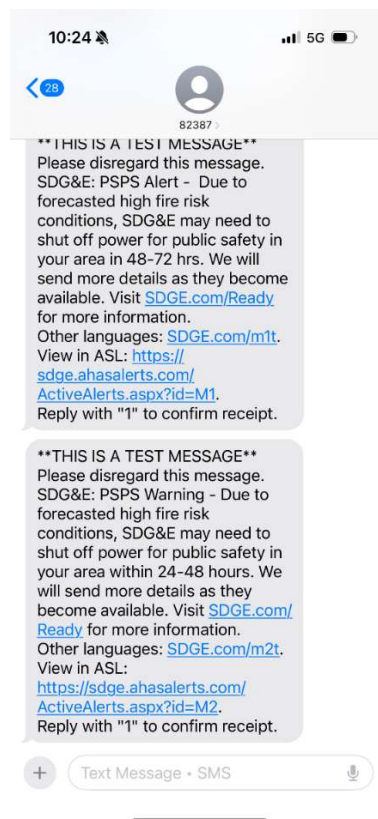 10:24
5G
28
82387
**THIS IS A TEST MESSAGE**
Please disregard this message.
SDG&E: PSPS Alert -  Due to
forecasted high fire risk
conditions, SDG&E may need to
shut off power for public safety in
your area in 48-72 hrs. We will
send more details as they become
available. Visit SDGE.com/Ready
for more information.
Other languages: SDGE.com/m1t.
View in ASL: https://
sdge.ahasalerts.com/
ActiveAlerts.aspx?id=M1.
Reply with "1" to confirm receipt.
**THIS IS A TEST MESSAGE**
Please disregard this message.
SDG&E: PSPS Warning - Due to
forecasted high fire risk
conditions, SDG&E may need to
shut off power for public safety in
your area within 24-48 hours. We
will send more details as they
become available. Visit SDGE.com/
Ready for more information.
Other languages: SDGE.com/m2t.
View in ASL:
https://sdge.ahasalerts.com/
ActiveAlerts.aspx?id=M2.
Reply with "1" to confirm receipt.
Text Message • SMS